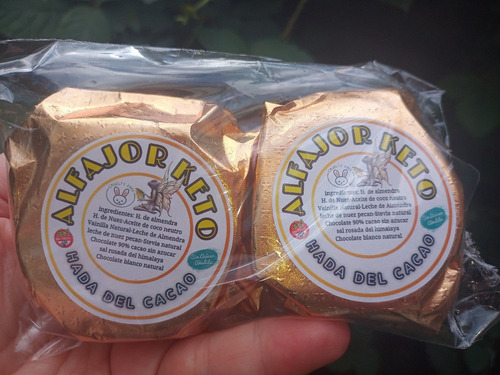 ALFAJOR KETO
ingredientes: H. de almendra
H. de Nuez-Aceite de coco neutro
Vainilla Natural-Leche de Almendra
leche de nuez pecan-Stevia natural
Chocolate 90% cacao sin azucar
sal rosada del himalaya
Chocolate blanco natural
HADA DEL CACAO
ALFAJOR KETO
ingredientes: H. de almendra
H. de Nuez-Aceite de coco neutro
Vainilla Natural-Leche de Almendra
leche de nuez pecan-Stevia natural
Chocolate 90% cacao sin azucar
sal rosada del himalaya
Chocolate blanco natural
HADA DEL CACAO